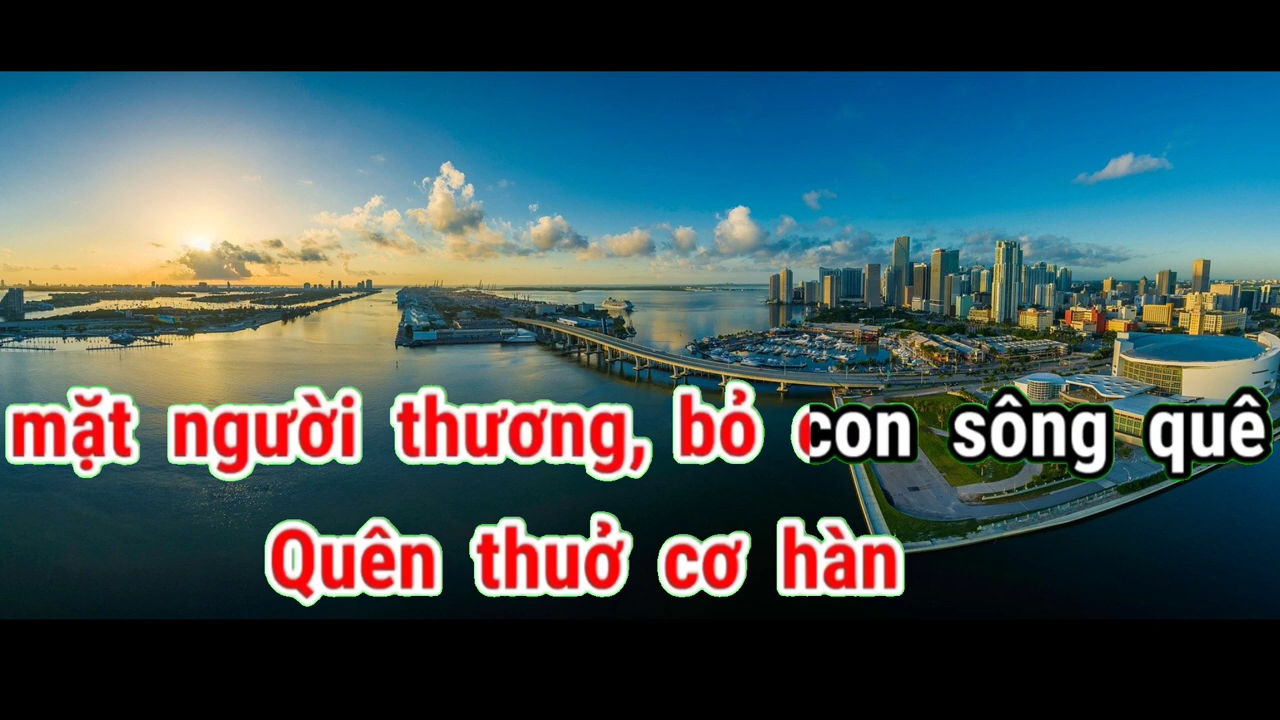 mặt người thương, bỏ con sông quê
Quên thuở cơ hàn